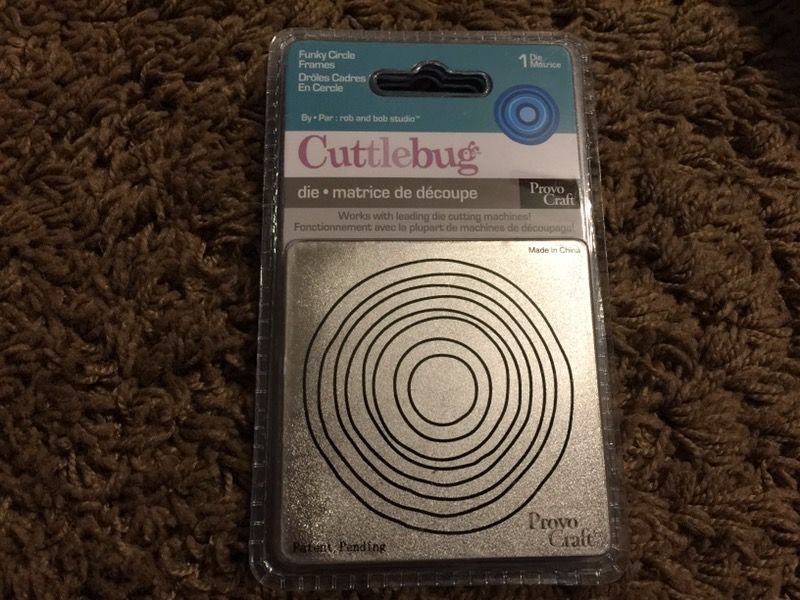 Funky Circle
Frames
Drôles Cadres
En Cercle
1 Die
Métrice
By • Par : rob and bob studio™
Cuttlebug
die • matrice de découpe
Provo
Craft
Works with leading die cutting machines!
Fonctionnement avec la plupart de machines de découpage!
Made in China
Provo
Craft
Patent Pending